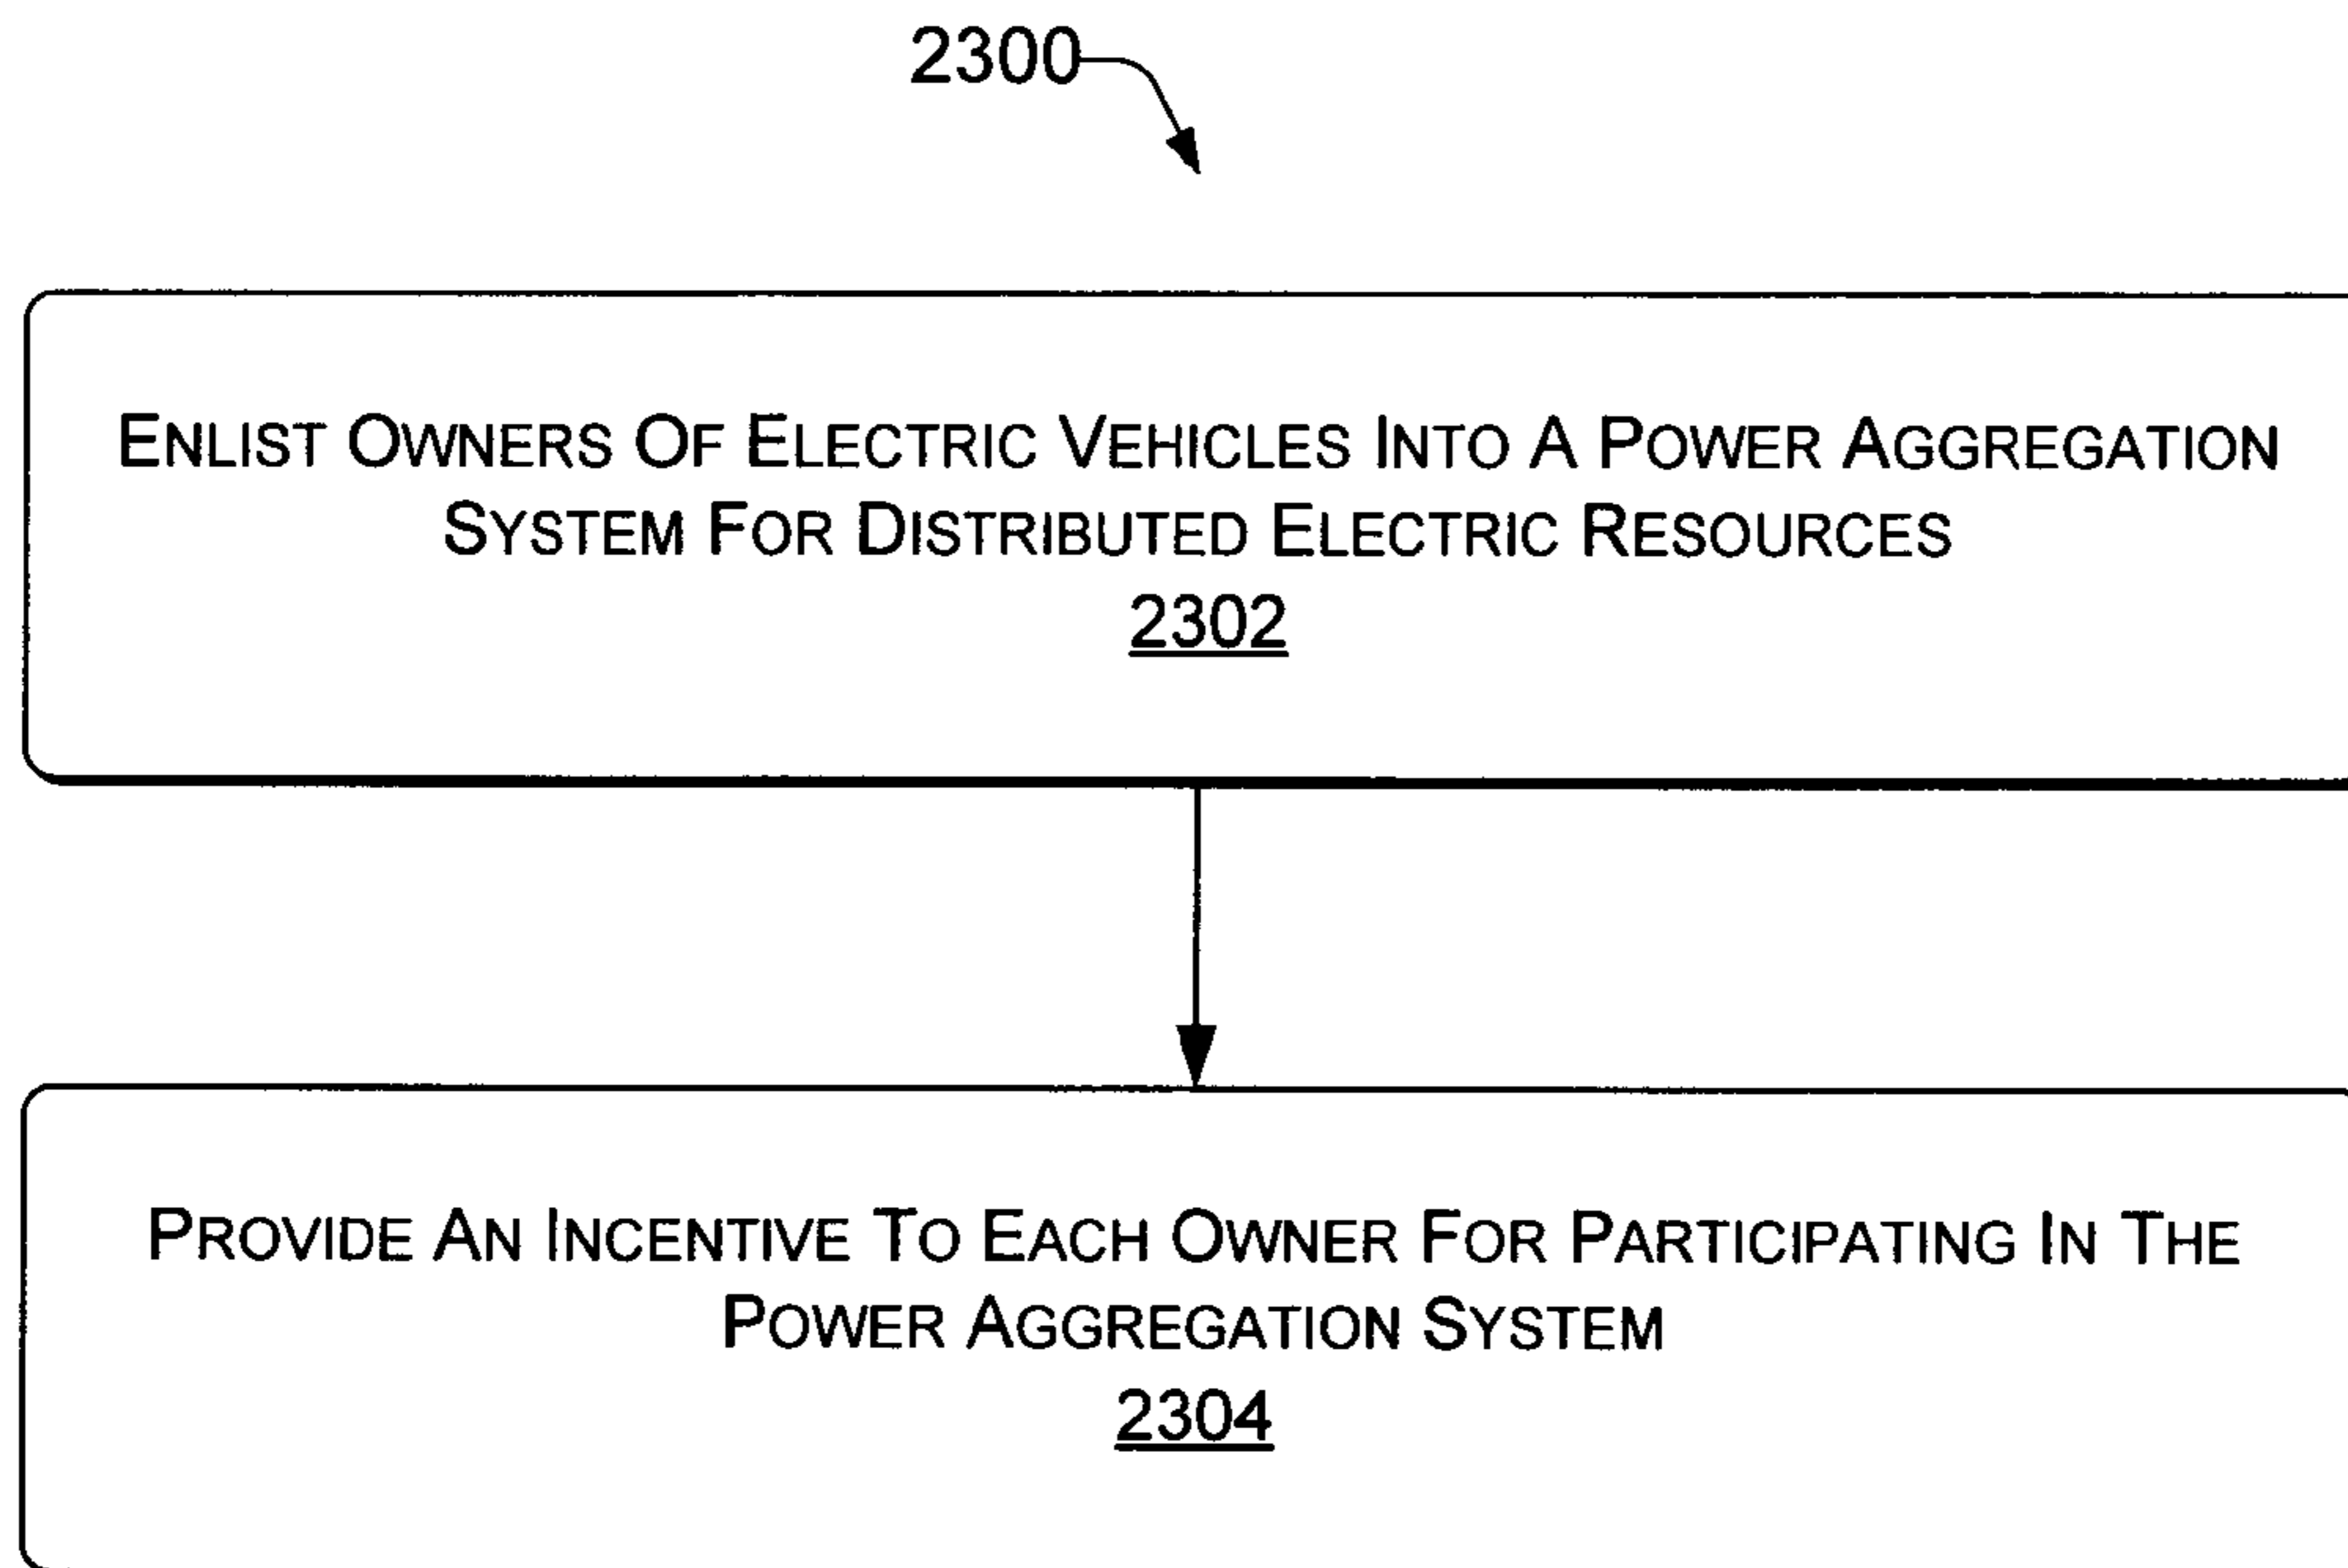 2300
ENLIST OWNERS OF ELECTRIC VEHICLES INTO A POWER AGGREGATION
SYSTEM FOR DISTRIBUTED ELECTRIC RESOURCES
2302
PROVIDE AN INCENTIVE TO EACH OWNER FOR PARTICIPATING IN THE
POWER AGGREGATION SYSTEM
2304